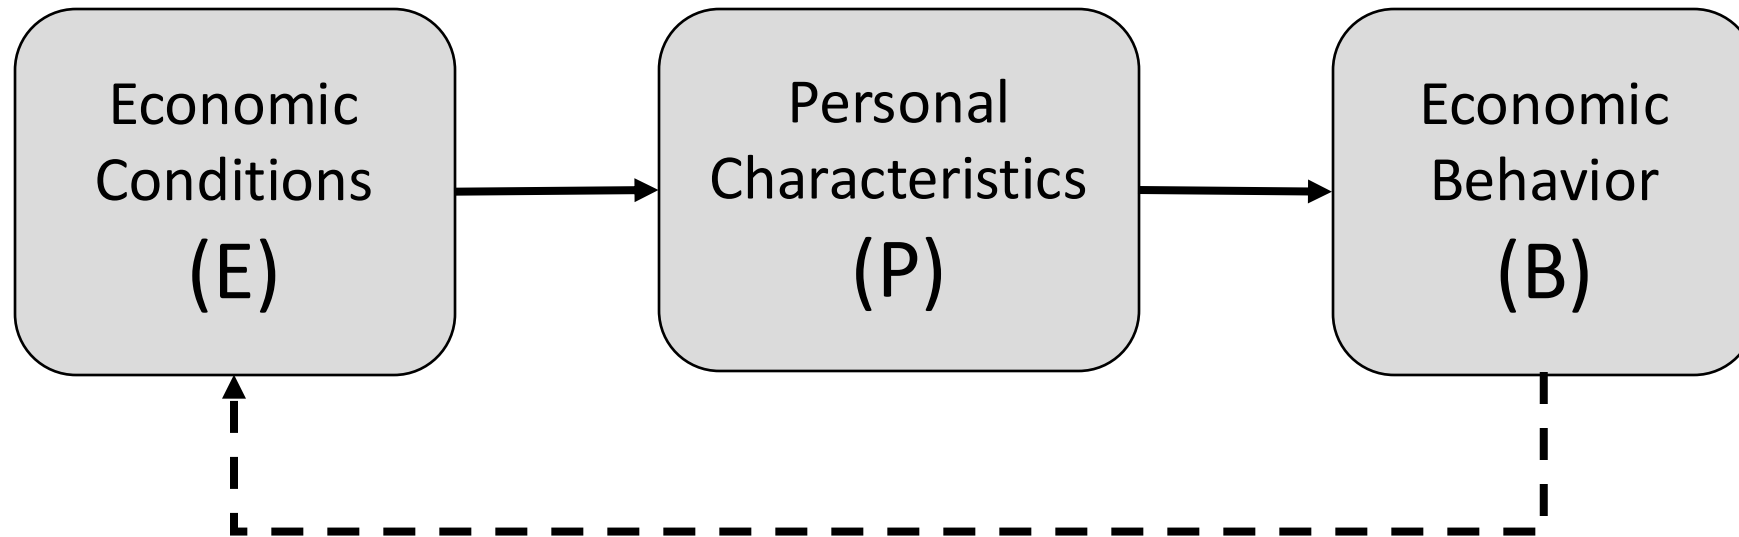 Economic
Conditions
(E)
Personal
Characteristics
(P)
Economic
Behavior
(B)